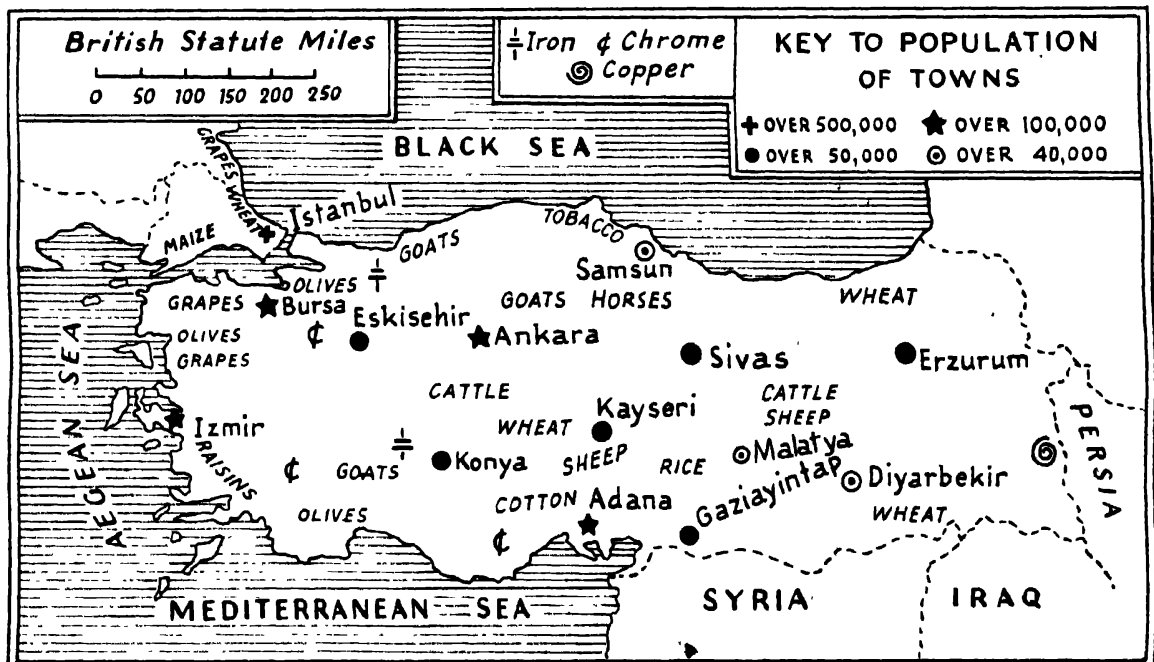 British Statute Miles
0 50 100 150 200 250
Iron ¢ Chrome
Copper
KEY TO POPULATION
OF TOWNS
OVER 500,000 OVER 100,000
OVER 50,000 OVER 40,000
BLACK SEA
GRAPES
WHEAT
Istanbul
MAIZE
GOATS
TOBACCO
Samsun
OLIVES
GRAPES
Bursa
GOATS HORSES
WHEAT
Eskisehir
OLIVES
GRAPES
¢
Ankara
Sivas
Erzurum
AEGEAN SEA
CATTLE
CATTLE
SHEEP
PERSIA
Izmir
RAISINS
WHEAT
Kayseri
Malatya
¢
GOATS
Konya
SHEEP
RICE
Gaziayintap
Diyarbekir
OLIVES
COTTON
Adana
WHEAT
¢
MEDITERRANEAN SEA
SYRIA
IRAQ